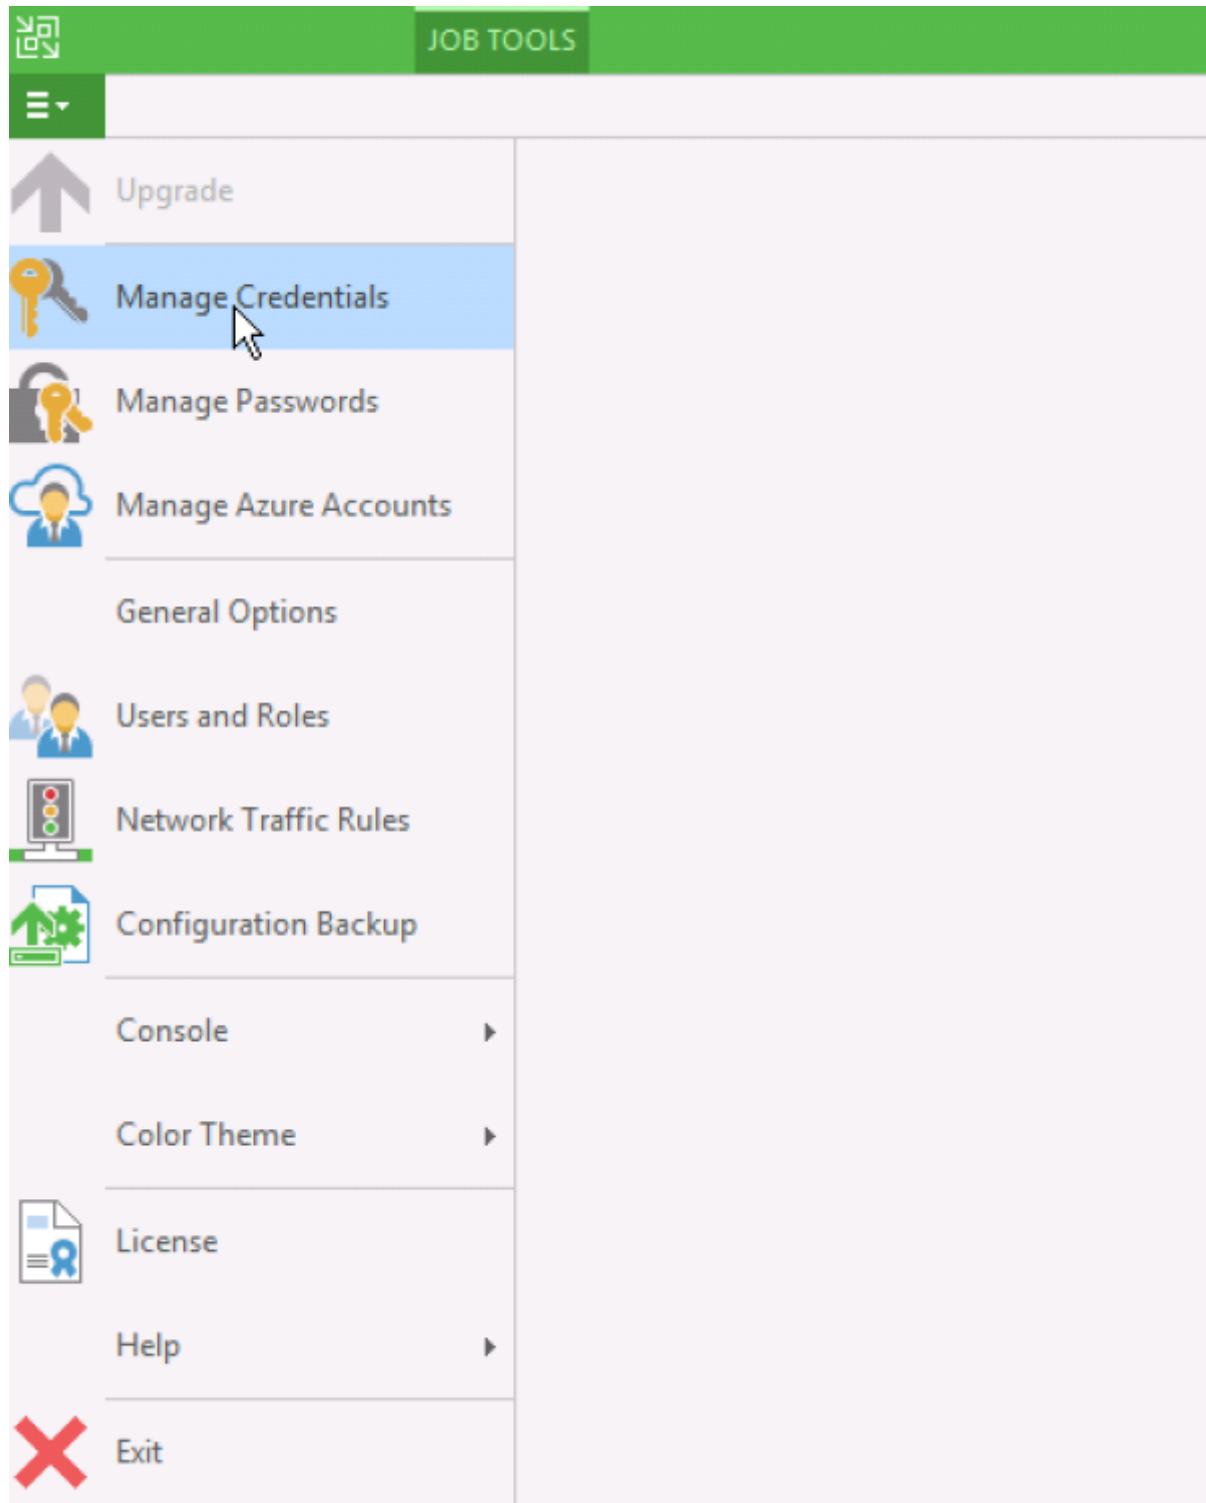 JOB TOOLS
Upgrade
Manage Credentials
Manage Passwords
Manage Azure Accounts
General Options
Users and Roles
Network Traffic Rules
Configuration Backup
Console
Color Theme
License
Help
Exit